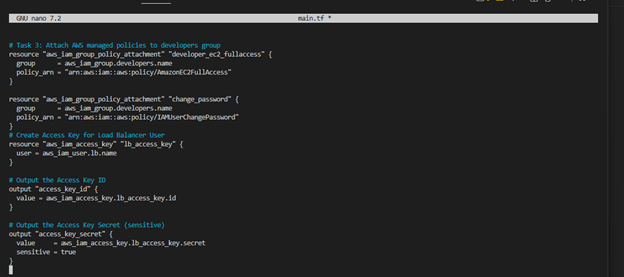 GNU nano 7.2 main.tf *
# Task 3: Attach AWS managed policies to developers group
resource "aws_iam_group_policy_attachment" "developer_ec2_fullaccess" {
  group      = aws_iam_group.developers.name
  policy_arn = "arn:aws:iam::aws:policy/AmazonEC2FullAccess"
}
resource "aws_iam_group_policy_attachment" "change_password" {
  group      = aws_iam_group.developers.name
  policy_arn = "arn:aws:iam::aws:policy/IAMUserChangePassword"
}
# Create Access Key for Load Balancer User
resource "aws_iam_access_key" "lb_access_key" {
  user = aws_iam_user.lb.name
}
# Output the Access Key ID
output "access_key_id" {
  value = aws_iam_access_key.lb_access_key.id
}
# Output the Access Key Secret (sensitive)
output "access_key_secret" {
  value     = aws_iam_access_key.lb_access_key.secret
  sensitive = true
}